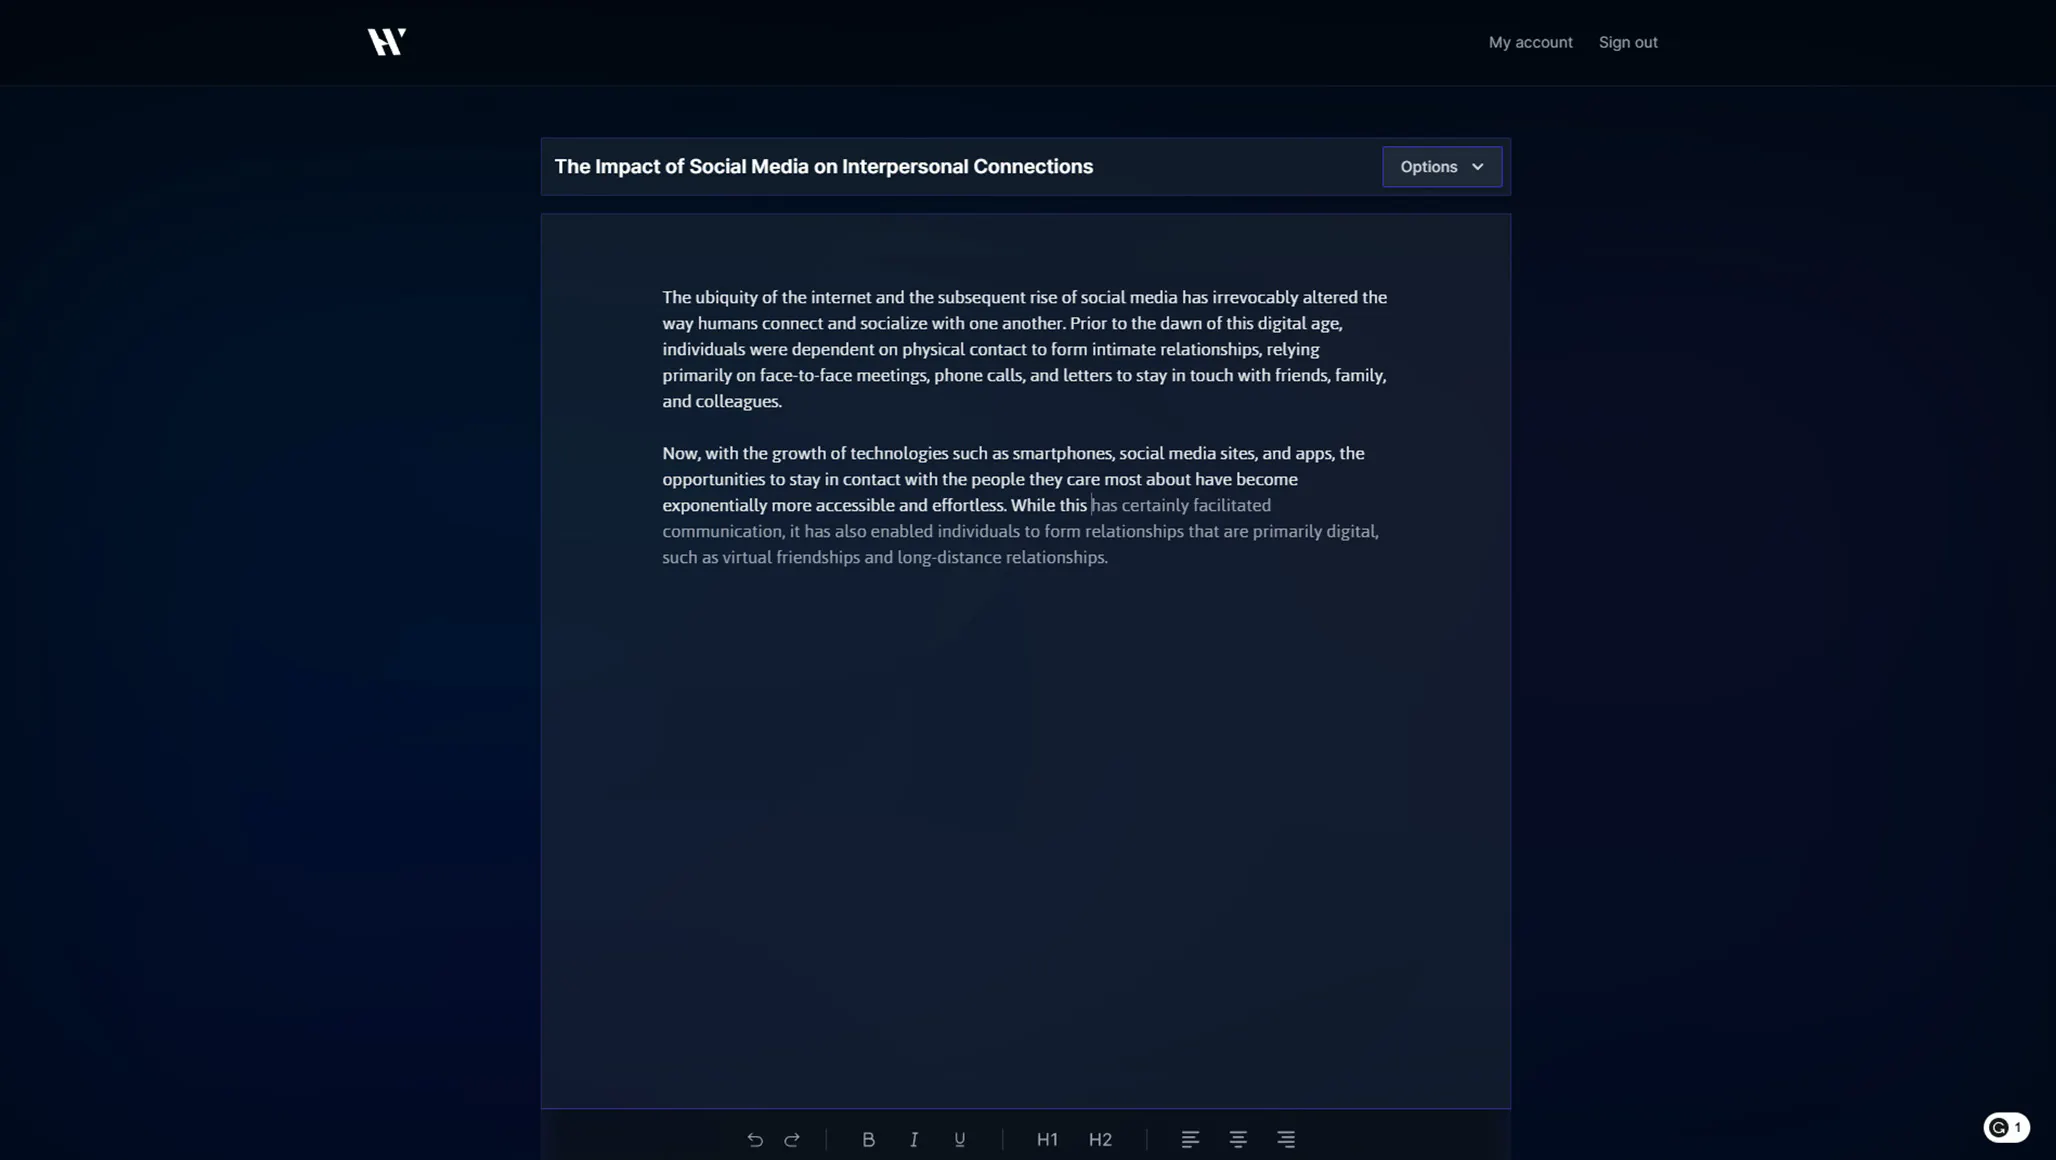 My account Sign out
The Impact of Social Media on Interpersonal Connections
Options
The ubiquity of the internet and the subsequent rise of social media has irrevocably altered the
way humans connect and socialize with one another. Prior to the dawn of this digital age,
individuals were dependent on physical contact to form intimate relationships, relying
primarily on face-to-face meetings, phone calls, and letters to stay in touch with friends, family,
and colleagues.
Now, with the growth of technologies such as smartphones, social media sites, and apps, the
opportunities to stay in contact with the people they care most about have become
exponentially more accessible and effortless. While this has certainly facilitated
communication, it has also enabled individuals to form relationships that are primarily digital,
such as virtual friendships and long-distance relationships.
B I U H1 H2
1